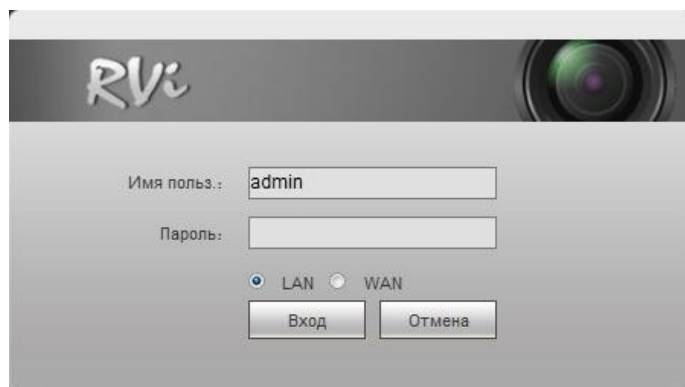 RVi
Имя польз.: admin
Пароль:
LAN WAN
Вход Отмена